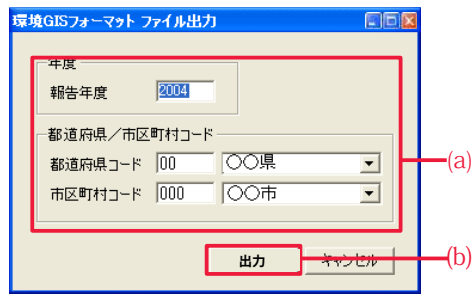 環境GISフォーマット ファイル出力
年度
報告年度 2004
都道府県／市区町村コード
都道府県コード 00 〇〇県
(a)
市区町村コード 000 〇〇市
出力 キャンセル
(b)